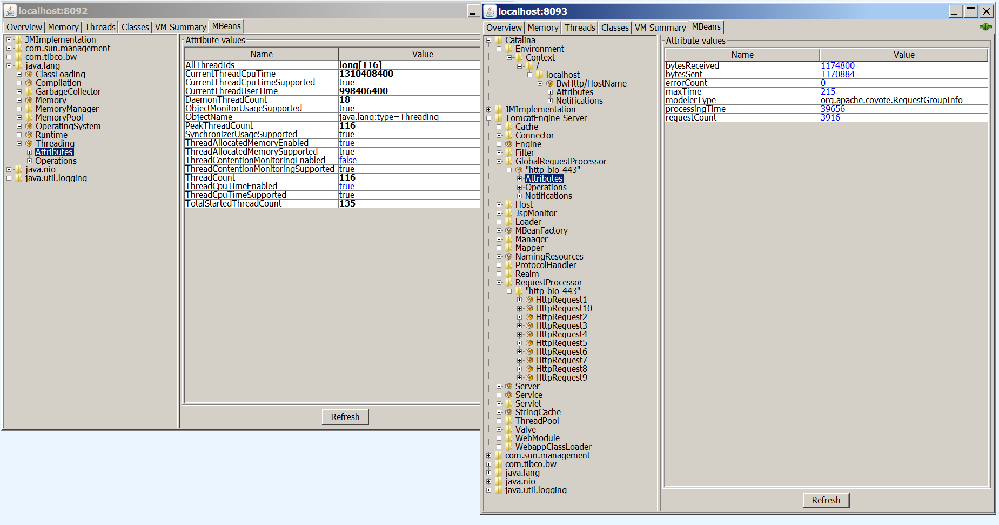 localhost:8092
Overview Memory Threads Classes VM Summary MBeans
JMImplementation
com.sun.management
com.tibco.bw
java.lang
ClassLoading
Compilation
GarbageCollector
Memory
MemoryManager
MemoryPool
OperatingSystem
Runtime
Threading
Attributes
Operations
java.nio
java.util.logging
Attribute values
Name Value
AllThreadIds long[116]
CurrentThreadCpuTime 1310408400
CurrentThreadCpuTimeSupported true
CurrentThreadUserTime 998406400
DaemonThreadCount 18
ObjectMonitorUsageSupported true
ObjectName java.lang:type=Threading
PeakThreadCount 116
SynchronizerUsageSupported true
ThreadAllocatedMemoryEnabled true
ThreadAllocatedMemorySupported true
ThreadContentionMonitoringEnabled false
ThreadContentionMonitoringSupported true
ThreadCount 116
ThreadCpuTimeEnabled true
ThreadCpuTimeSupported true
TotalStartedThreadCount 135
Refresh
localhost:8093
Overview Memory Threads Classes VM Summary MBeans
Catalina
Environment
Context
/
localhost
BwHttp/HostName
Attributes
Notifications
JMImplementation
TomcatEngine-Server
Cache
Connector
Engine
Filter
GlobalRequestProcessor
"http-bio-443"
Attributes
Operations
Notifications
Host
JspMonitor
Loader
MBeanFactory
Manager
Mapper
NamingResources
ProtocolHandler
Realm
RequestProcessor
"http-bio-443"
HttpRequest1
HttpRequest10
HttpRequest2
HttpRequest3
HttpRequest4
HttpRequest5
HttpRequest6
HttpRequest7
HttpRequest8
HttpRequest9
Server
Service
Servlet
StringCache
ThreadPool
Valve
WebModule
WebappClassLoader
com.sun.management
com.tibco.bw
java.lang
java.nio
java.util.logging
Attribute values
Name Value
bytesReceived 1174800
bytesSent 1170884
errorCount 0
maxTime 215
modelerType org.apache.coyote.RequestGroupInfo
processingTime 39656
requestCount 3916
Refresh